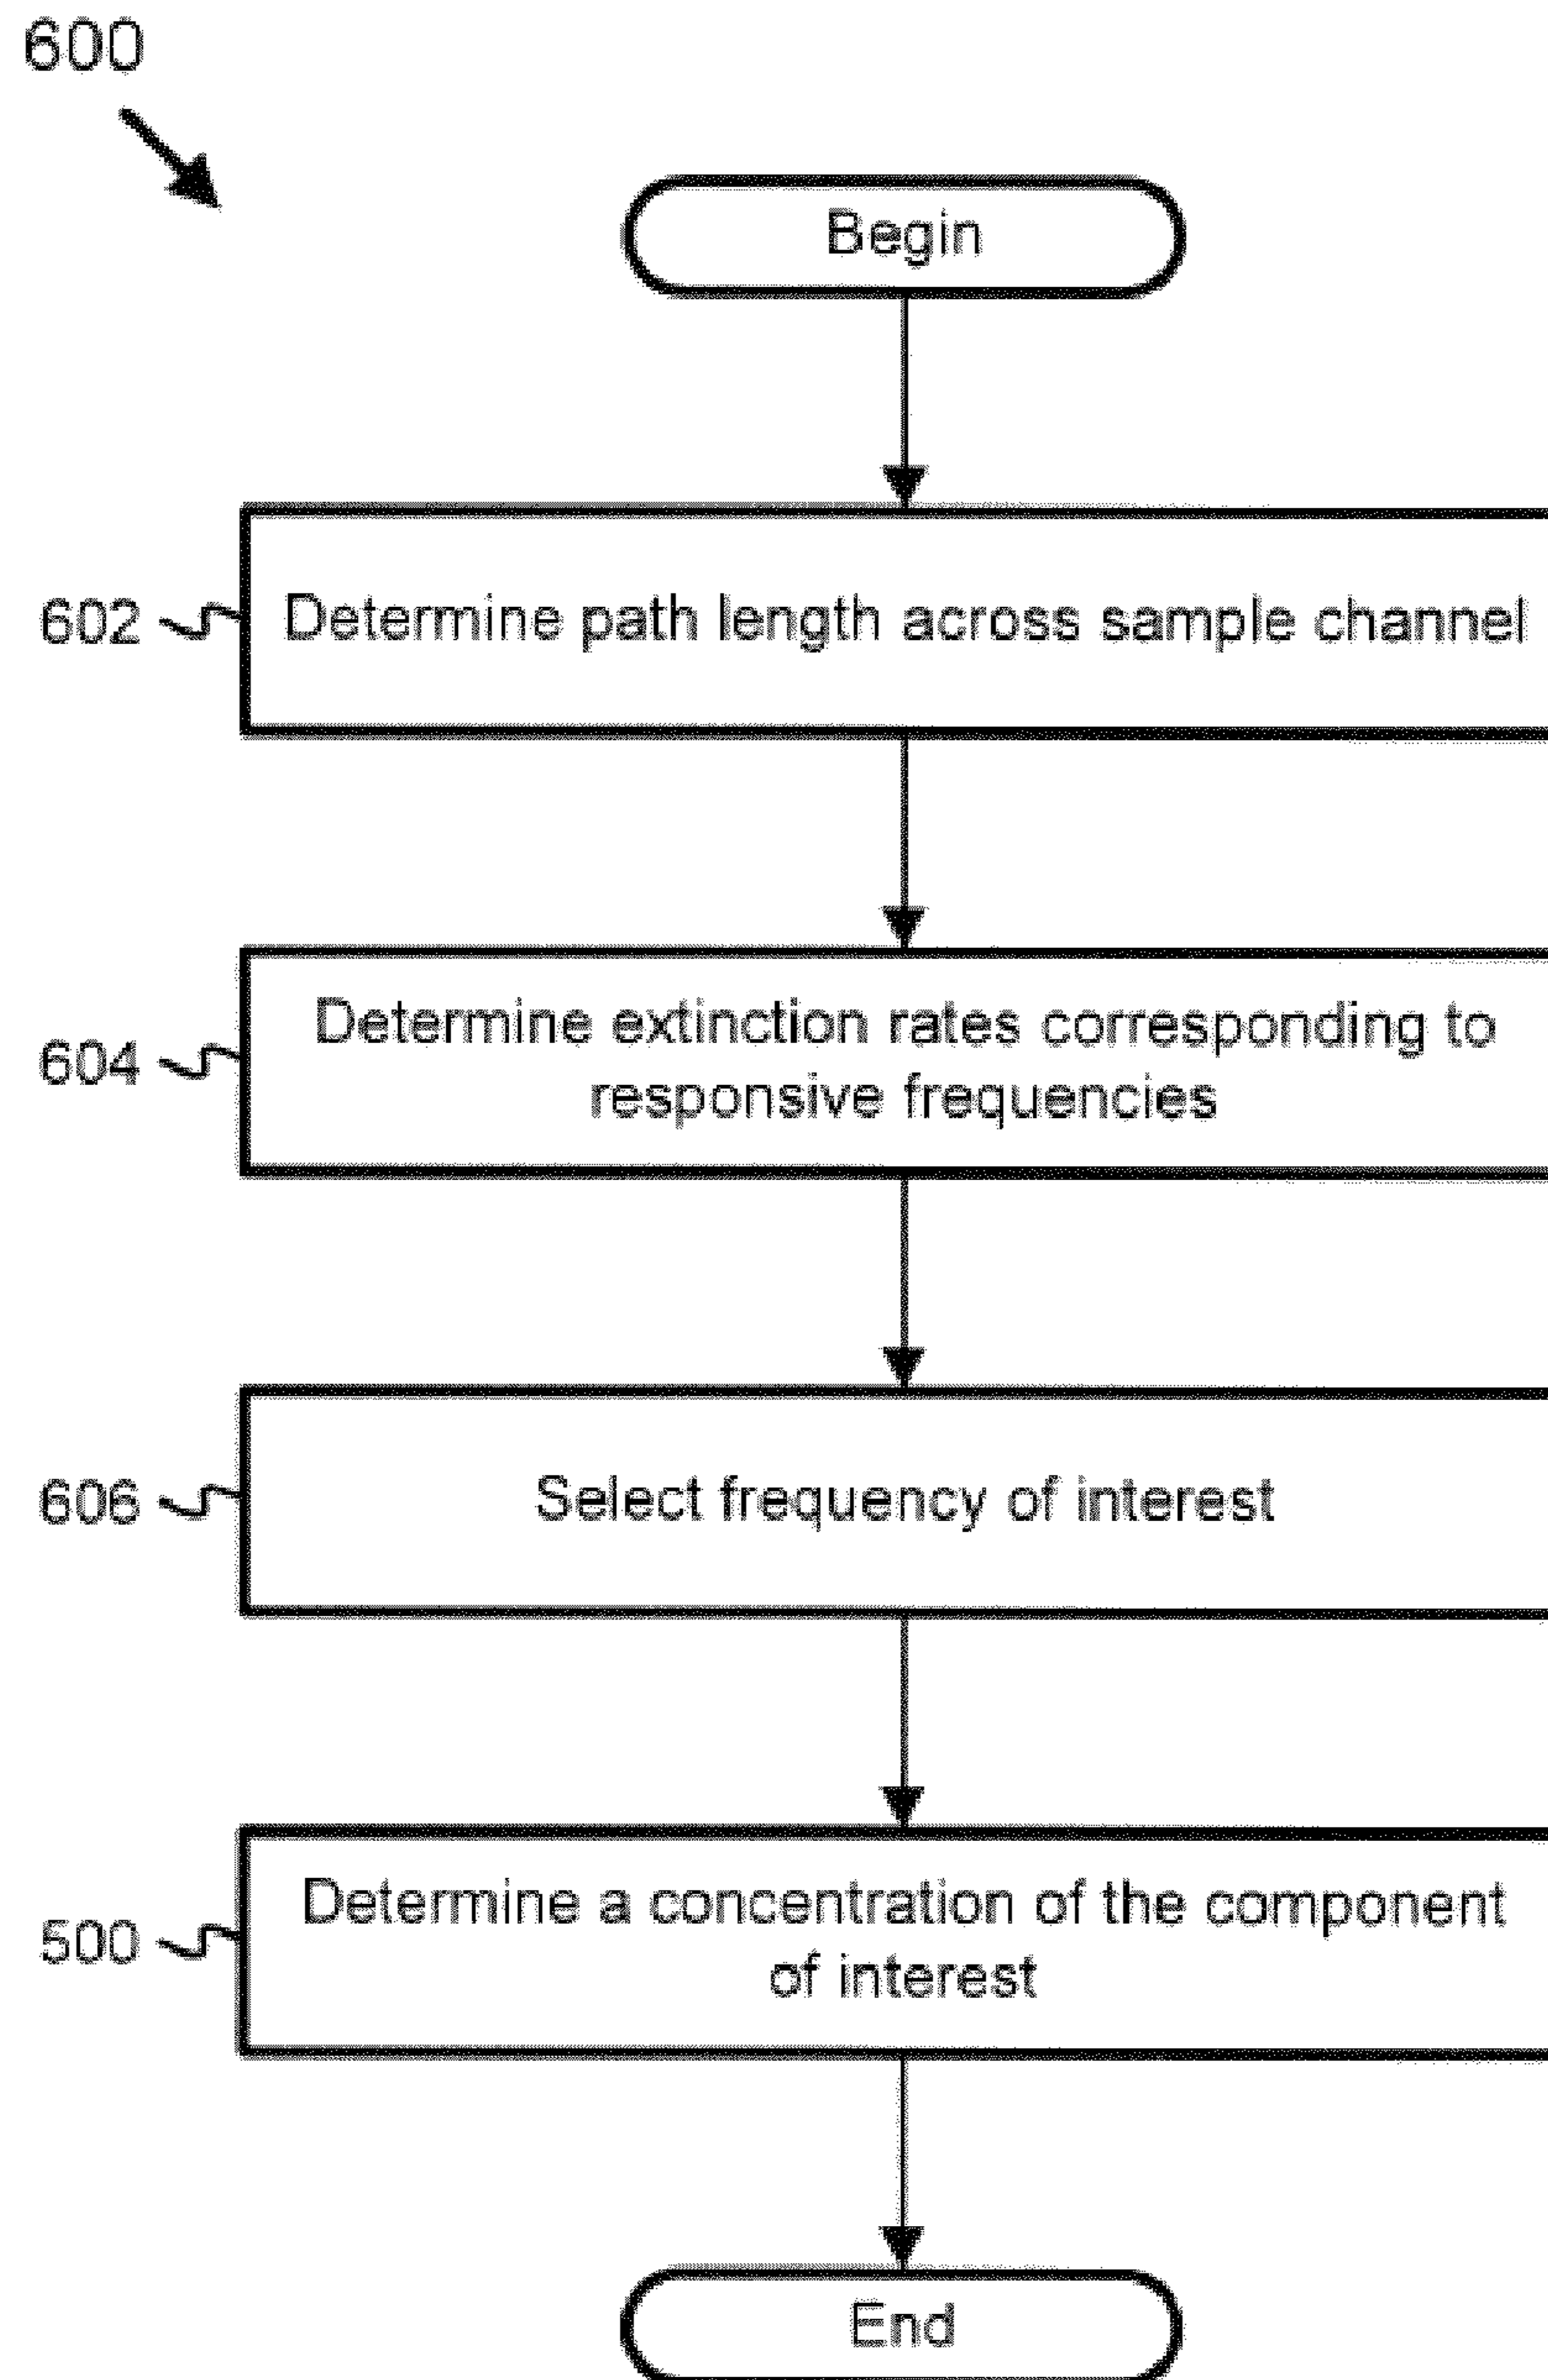 600
Begin
602
Determine path length across sample channel
604
Determine extinction rates corresponding to
responsive frequencies
606
Select frequency of interest
500
Determine a concentration of the component
of interest
End